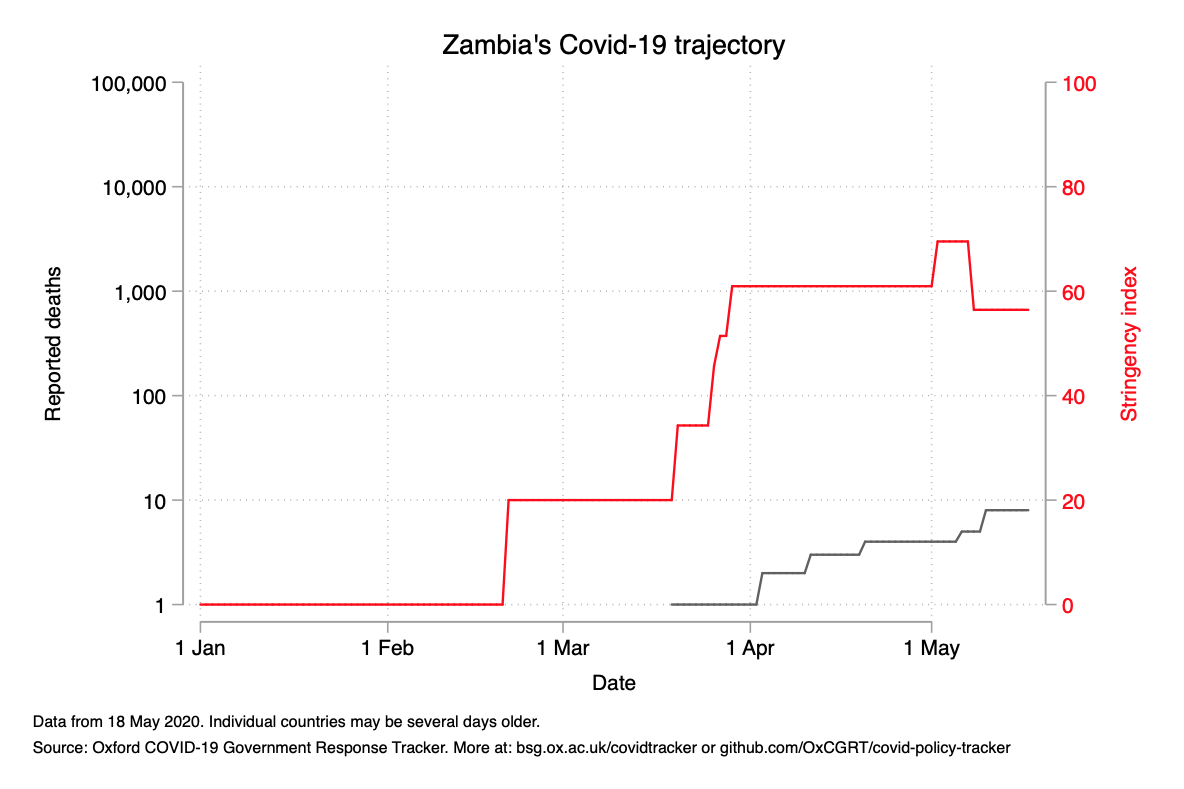 Zambia's Covid-19 trajectory
100,000
10,000
1,000
100
10
1
Reported deaths
100
80
60
40
20
0
Stringency index
1 Jan
1 Feb
1 Mar
1 Apr
1 May
Date
Data from 18 May 2020. Individual countries may be several days older.
Source: Oxford COVID-19 Government Response Tracker. More at: bsg.ox.ac.uk/covidtracker or github.com/OxCGRT/covid-policy-tracker